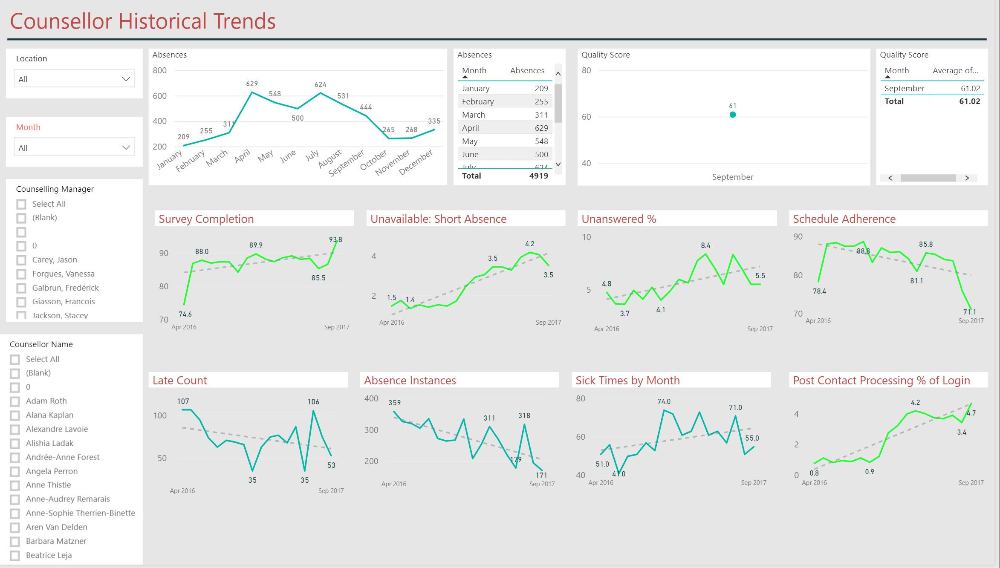 Counsellor Historical Trends
Location
All
Month
All
Counselling Manager
Select All
(Blank)
0
Carey, Jason
Forgues, Vanessa
Galbrun, Fredérick
Giasson, Francois
Jackson, Stacey
Counsellor Name
Select All
(Blank)
0
Adam Roth
Alana Kaplan
Alexandre Lavoie
Alishia Ladak
Andrée-Anne Forest
Angela Perron
Anne Thistle
Anne-Audrey Remarais
Anne-Sophie Therrien-Binette
Aren Van Delden
Barbara Matzner
Beatrice Leja
Absences
800
600
400
200
209
255
311
629
548
500
624
531
444
265
268
335
January
February
March
April
May
June
July
August
September
October
November
December
Absences
Month Absences
January 209
February 255
March 311
April 629
May 548
June 500
July 624
Total 4919
Quality Score
80
60
40
61
September
Quality Score
Month Average of...
September 61.02
Total 61.02
Survey Completion
90
80
70
74.6
88.0
89.9
85.5
93.8
Apr 2016 Sep 2017
Unavailable: Short Absence
4
2
1.5
1.4
3.5
4.2
3.5
Apr 2016 Sep 2017
Unanswered %
10
5
4.8
3.7
4.1
8.4
5.5
Apr 2016 Sep 2017
Schedule Adherence
90
80
70
78.4
88.8
81.1
85.8
71.1
Apr 2016 Sep 2017
Late Count
100
50
107
35
35
106
53
Apr 2016 Sep 2017
Absence Instances
400
300
200
359
311
179
318
171
Apr 2016 Sep 2017
Sick Times by Month
80
60
40
51.0
41.0
74.0
71.0
55.0
Apr 2016 Sep 2017
Post Contact Processing % of Login
4
2
0
0.8
0.9
4.2
3.4
4.7
Apr 2016 Sep 2017